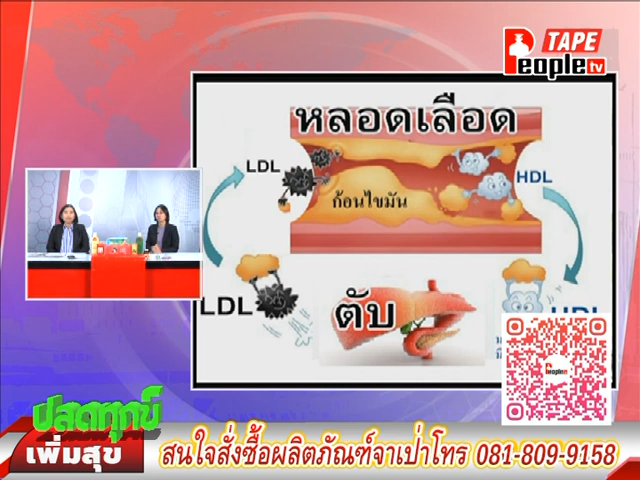 TAPE
People tv
หลอดเลือด
LDL
HDL
ก้อนไขมัน
LDL
ตับ
HDL
People tv
ปลดทุกข์
เพิ่มสุข
สนใจสั่งซื้อผลิตภัณฑ์จาเป่าโทร 081-809-9158